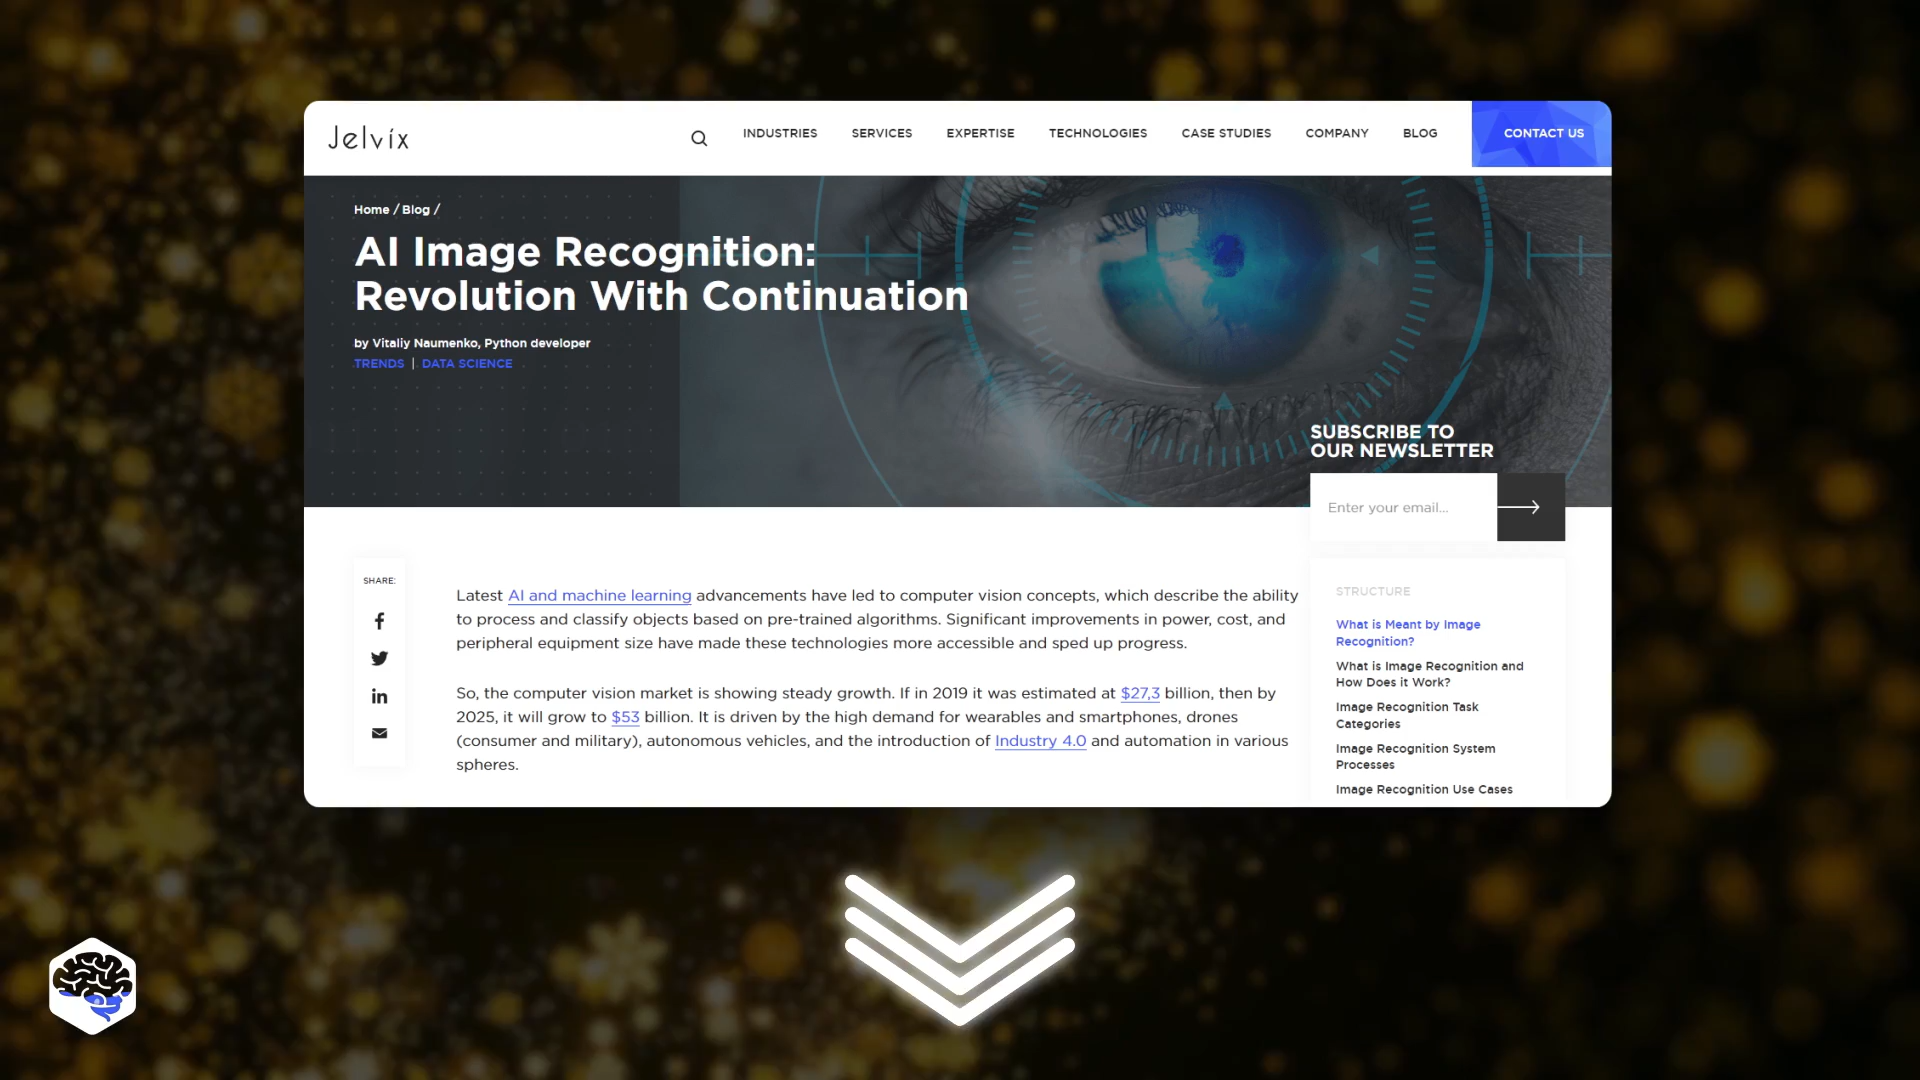 Jelvix
INDUSTRIES
SERVICES
EXPERTISE
TECHNOLOGIES
CASE STUDIES
COMPANY
BLOG
CONTACT US
Home / Blog /
AI Image Recognition:
Revolution With Continuation
by Vitaliy Naumenko, Python developer
TRENDS | DATA SCIENCE
SUBSCRIBE TO
OUR NEWSLETTER
Enter your email...
SHARE:
Latest AI and machine learning advancements have led to computer vision concepts, which describe the ability
to process and classify objects based on pre-trained algorithms. Significant improvements in power, cost, and
peripheral equipment size have made these technologies more accessible and sped up progress.
So, the computer vision market is showing steady growth. If in 2019 it was estimated at $27,3 billion, then by
2025, it will grow to $53 billion. It is driven by the high demand for wearables and smartphones, drones
(consumer and military), autonomous vehicles, and the introduction of Industry 4.0 and automation in various
spheres.
STRUCTURE
What is Meant by Image
Recognition?
What is Image Recognition and
How Does it Work?
Image Recognition Task
Categories
Image Recognition System
Processes
Image Recognition Use Cases